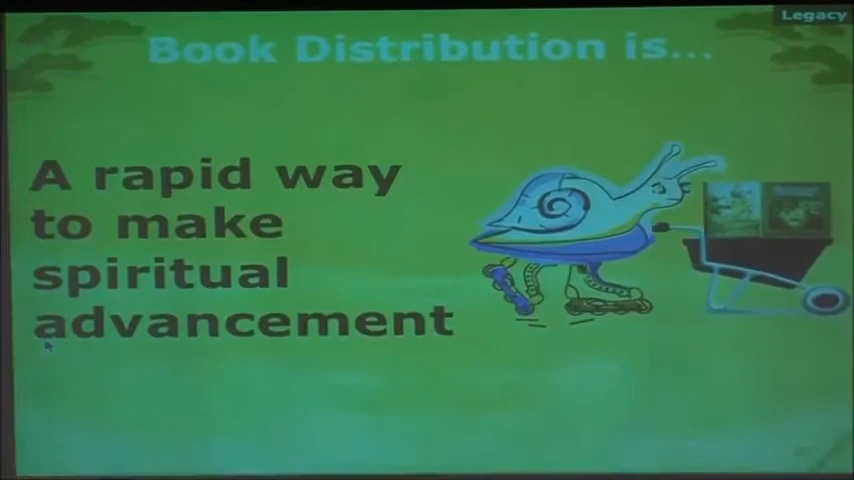 Legacy
Book Distribution is...
A rapid way
to make
spiritual
advancement